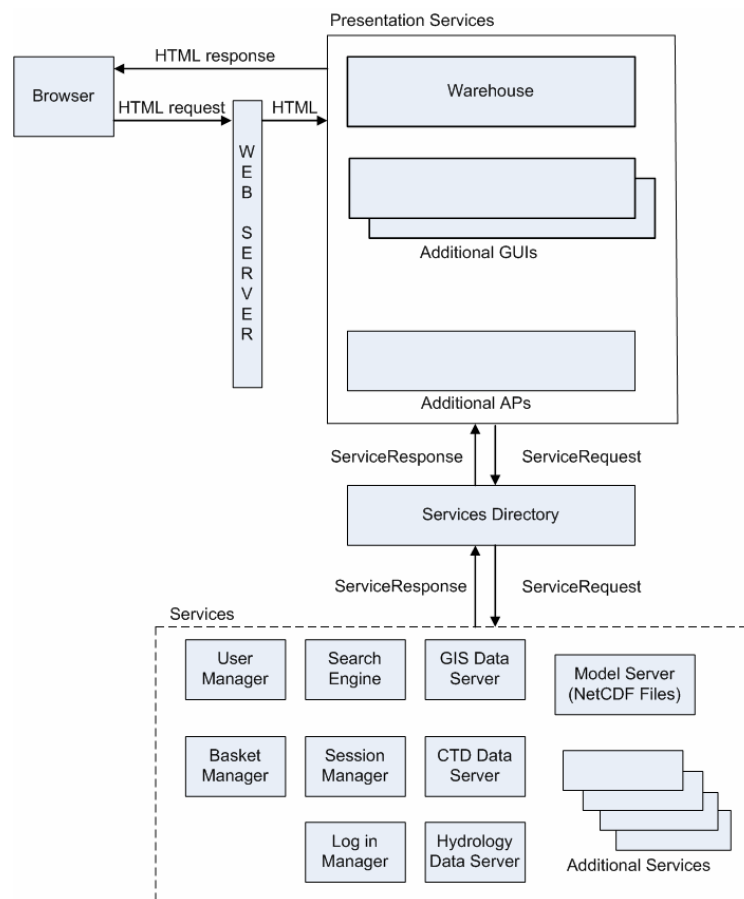 Presentation Services
HTML response
Browser
Warehouse
HTML request
HTML
WEB SERVER
Additional GUIs
Additional APs
ServiceResponse
ServiceRequest
Services Directory
ServiceResponse
ServiceRequest
Services
User
Manager
Search
Engine
GIS Data
Server
Model Server
(NetCDF Files)
Basket
Manager
Session
Manager
CTD Data
Server
Log in
Manager
Hydrology
Data Server
Additional Services